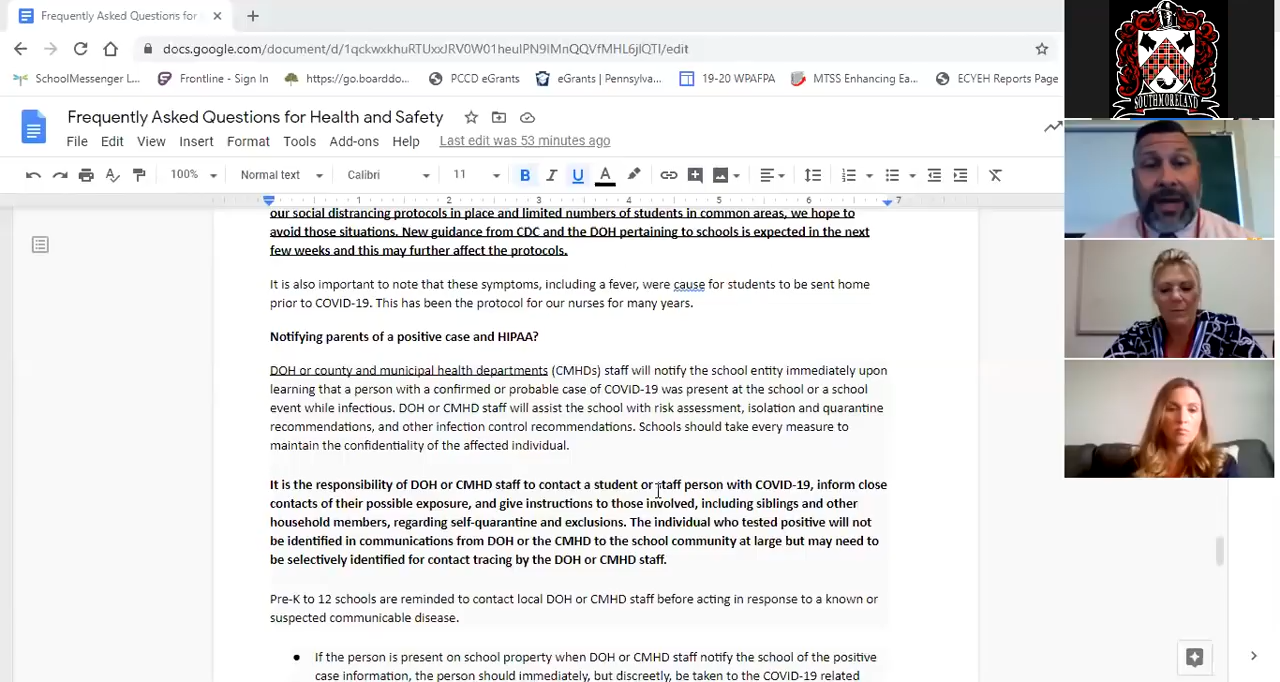 Frequently Asked Questions for
docs.google.com/document/d/1qckwxkhuRTUxxJRV0W01heuIPN9IMnQQVfMHL6jlQTI/edit
SchoolMessenger L...
Frontline - Sign In
https://go.boarddo...
PCCD eGrants
eGrants | Pennsylva...
19-20 WPAFPA
MTSS Enhancing Ea...
ECYEH Reports Page
SOUTHMORELAND
Frequently Asked Questions for Health and Safety
File Edit View Insert Format Tools Add-ons Help Last edit was 53 minutes ago
100% Normal text Calibri 11 B I U A
1 2 3 4 5 6 7
our social distancing protocols in place and limited numbers of students in common areas, we hope to
avoid those situations. New guidance from CDC and the DOH pertaining to schools is expected in the next
few weeks and this may further affect the protocols.
It is also important to note that these symptoms, including a fever, were cause for students to be sent home
prior to COVID-19. This has been the protocol for our nurses for many years.
Notifying parents of a positive case and HIPAA?
DOH or county and municipal health departments (CMHDs) staff will notify the school entity immediately upon
learning that a person with a confirmed or probable case of COVID-19 was present at the school or a school
event while infectious. DOH or CMHD staff will assist the school with risk assessment, isolation and quarantine
recommendations, and other infection control recommendations. Schools should take every measure to
maintain the confidentiality of the affected individual.
It is the responsibility of DOH or CMHD staff to contact a student or staff person with COVID-19, inform close
contacts of their possible exposure, and give instructions to those involved, including siblings and other
household members, regarding self-quarantine and exclusions. The individual who tested positive will not
be identified in communications from DOH or the CMHD to the school community at large but may need to
be selectively identified for contact tracing by the DOH or CMHD staff.
Pre-K to 12 schools are reminded to contact local DOH or CMHD staff before acting in response to a known or
suspected communicable disease.
● If the person is present on school property when DOH or CMHD staff notify the school of the positive
case information, the person should immediately, but discreetly, be taken to the COVID-19 related